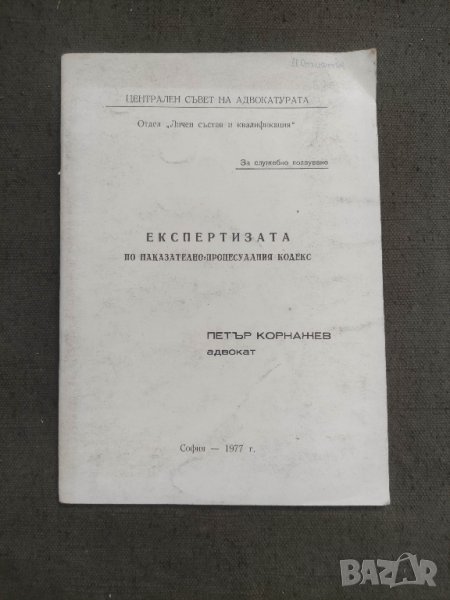 ЦЕНТРАЛЕН СЪВЕТ НА АДВОКАТУРАТА
Отдел „Личен състав и квалификация"
За служебно ползуване
ЕКСПЕРТИЗАТА
ПО НАКАЗАТЕЛНО-ПРОЦЕСУАЛНИЯ КОДЕКС
ПЕТЪР КОРНАЖЕВ
адвокат
София — 1977 г.
BAZAR